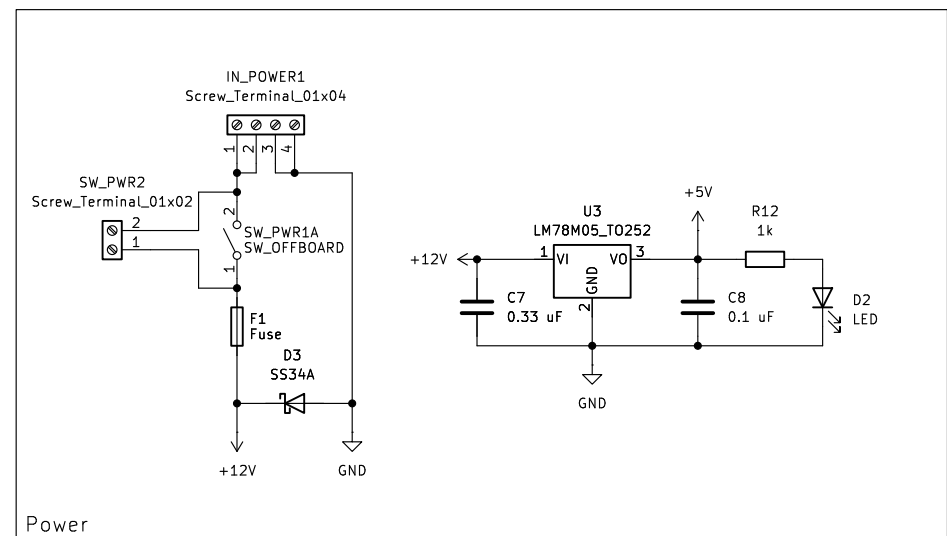 IN_POWER1
Screw_Terminal_01x04
1
2
3
4
SW_PWR2
Screw_Terminal_01x02
2
1
2
SW_PWR1A
SW_OFFBOARD
1
F1
Fuse
D3
SS34A
+12V
GND
+5V
U3
LM78M05_TO252
R12
1k
+12V
1
VI
VO
3
GND
2
C7
0.33 uF
C8
0.1 uF
D2
LED
GND
Power